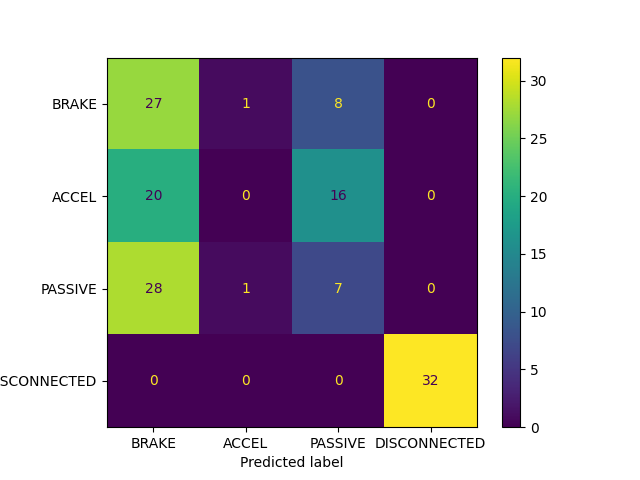 BRAKE 27 1 8 0
ACCEL 20 0 16 0
PASSIVE 28 1 7 0
SCONNECTED 0 0 0 32
BRAKE ACCEL PASSIVE DISCONNECTED
Predicted label
30
25
20
15
10
5
0